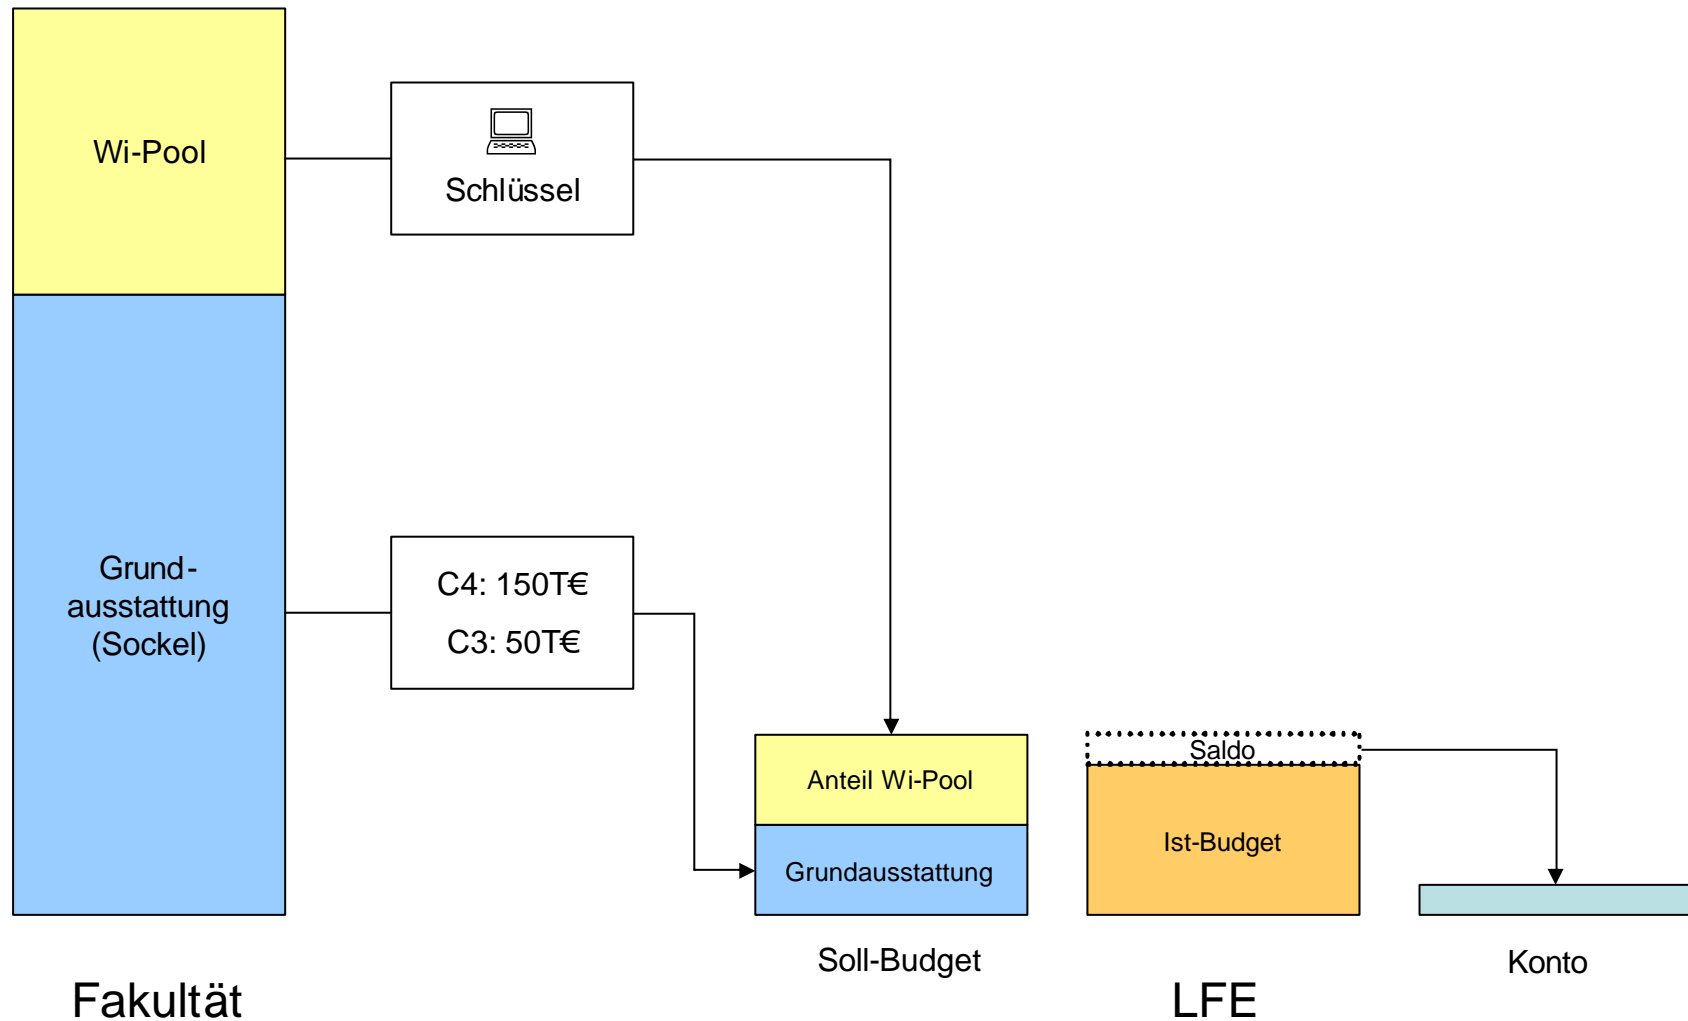 Wi-Pool
Schlüssel
Grund-
ausstattung
(Sockel)
C4: 150T€
C3: 50T€
Anteil Wi-Pool
Grundausstattung
Soll-Budget
Saldo
Ist-Budget
Konto
Fakultät
LFE